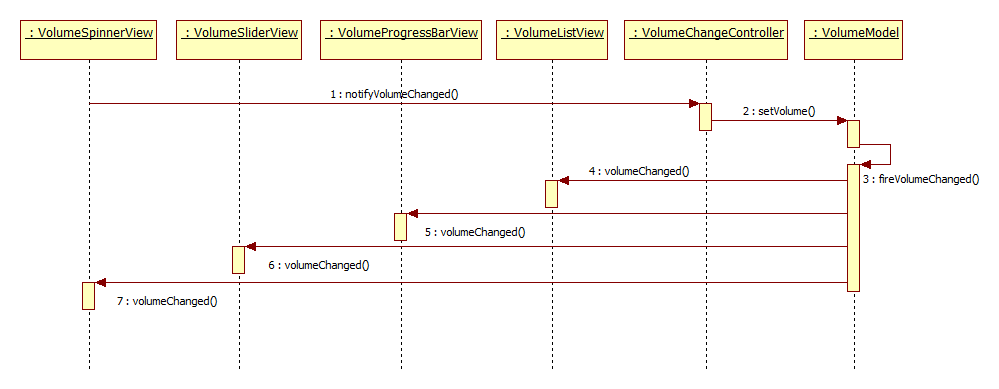 : VolumeSpinnerView
: VolumeSliderView
: VolumeProgressBarView
: VolumeListView
: VolumeChangeController
: VolumeModel
1 : notifyVolumeChanged()
2 : setVolume()
3 : fireVolumeChanged()
4 : volumeChanged()
5 : volumeChanged()
6 : volumeChanged()
7 : volumeChanged()